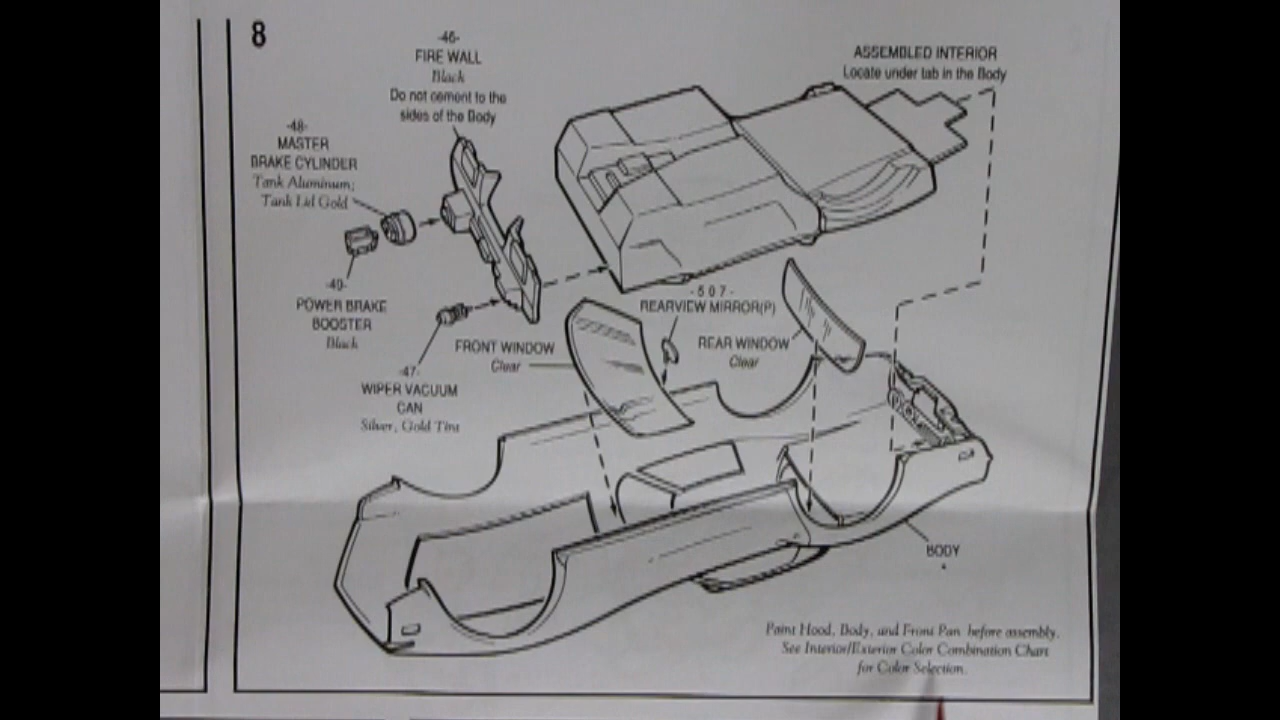 8
-46-
FIRE WALL
Black
Do not cement to the
sides of the Body
ASSEMBLED INTERIOR
Locate under tab in the Body
-48-
MASTER
BRAKE CYLINDER
Tank Aluminum;
Tank Lid Gold
-49-
POWER BRAKE
BOOSTER
Black
-47-
WIPER VACUUM
CAN
Silver, Gold Tint
FRONT WINDOW
Clear
-507-
REARVIEW MIRROR(P)
REAR WINDOW
Clear
BODY
Paint Hood, Body, and Front Pan before assembly.
See Interior/Exterior Color Combination Chart
for Color Selection.